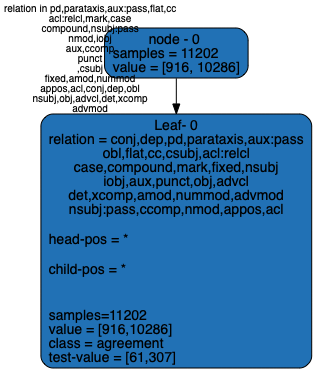 relation in pd,parataxis,aux:pass,flat,cc
acl:relcl,mark,case
compound,nsubj:pass
nmod,iobj
aux,ccomp
punct
,csubj
fixed,amod,nummod
appos,acl,conj,dep,obl
nsubj,obj,advcl,det,xcomp
advmod
node - 0
samples = 11202
value = [916, 10286]
Leaf- 0
relation = conj,dep,pd,parataxis,aux:pass
obl,flat,cc,csubj,acl:relcl
case,compound,mark,fixed,nsubj
iobj,aux,punct,obj,advcl
det,xcomp,amod,nummod,advmod
nsubj:pass,ccomp,nmod,appos,acl
head-pos = *
child-pos = *
samples=11202
value = [916,10286]
class = agreement
test-value = [61,307]